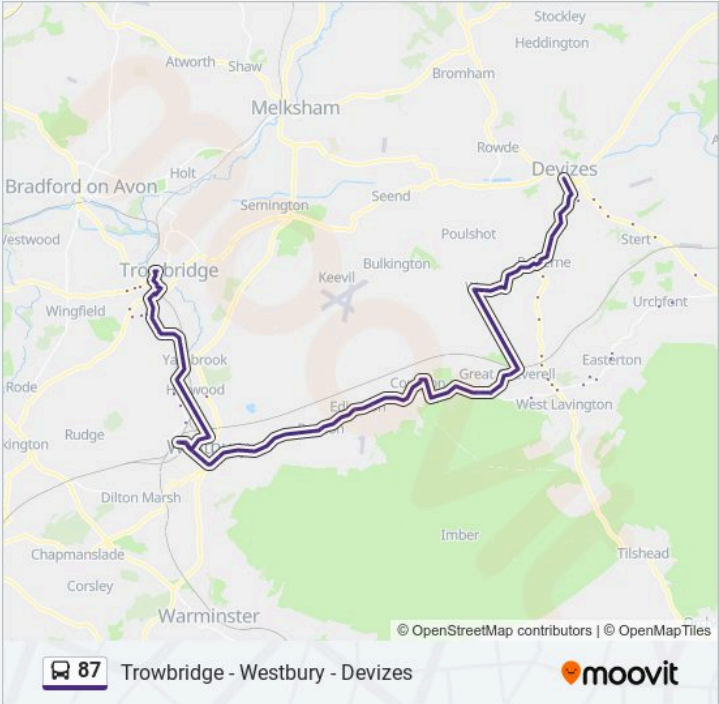 Stockley
Heddington
Atworth
Shaw
Bromham
Melksham
Rowde
Devizes
Holt
Bradford on Avon
Seend
Semington
Westwood
Poulshot
Stert
Bulkington
Trowbridge
Keevil
Urchfont
Wingfield
Easterton
Great
West Lavington
Rode
Rudge
Dilton Marsh
Imber
Tilshead
Chapmanslade
Corsley
Warminster
© OpenStreetMap contributors | © OpenMapTiles
87 Trowbridge - Westbury - Devizes
moovit